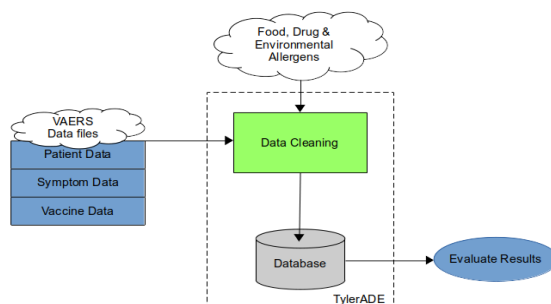 Food, Drug &
Environmental
Allergens
VAERS
Data files
Patient Data
Symptom Data
Vaccine Data
Data Cleaning
Database
Evaluate Results
TylerADE